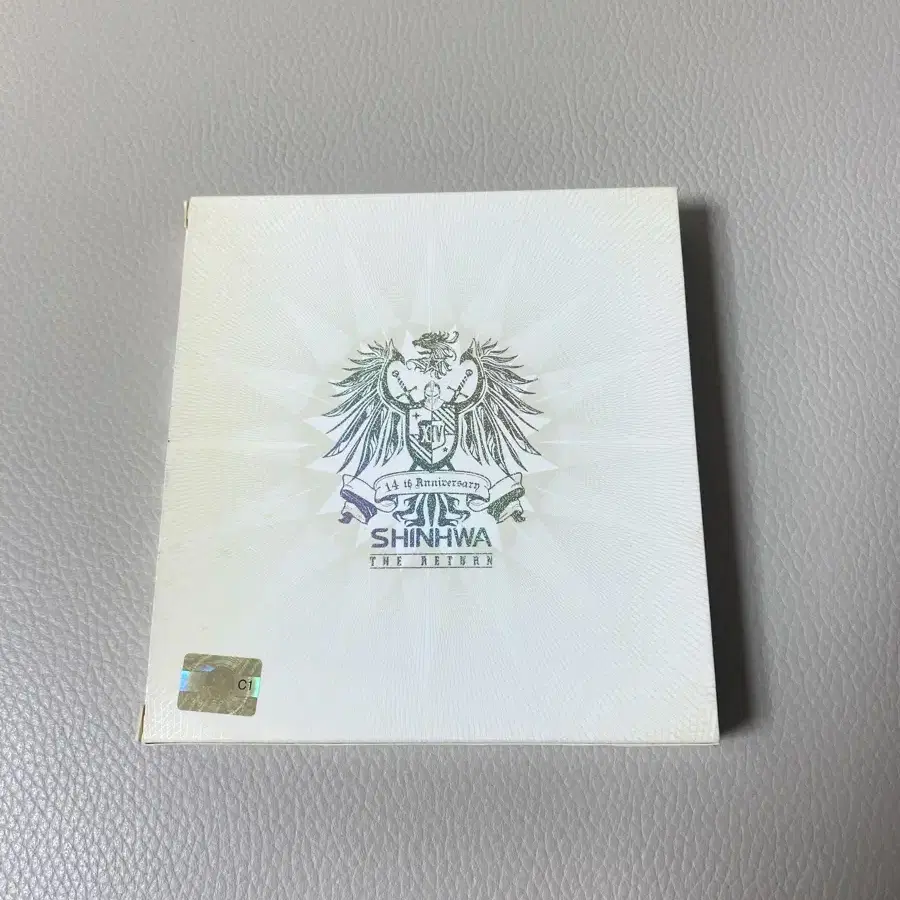 XIV
14 th Anniversary
SHINHWA
THE RETURN
C1